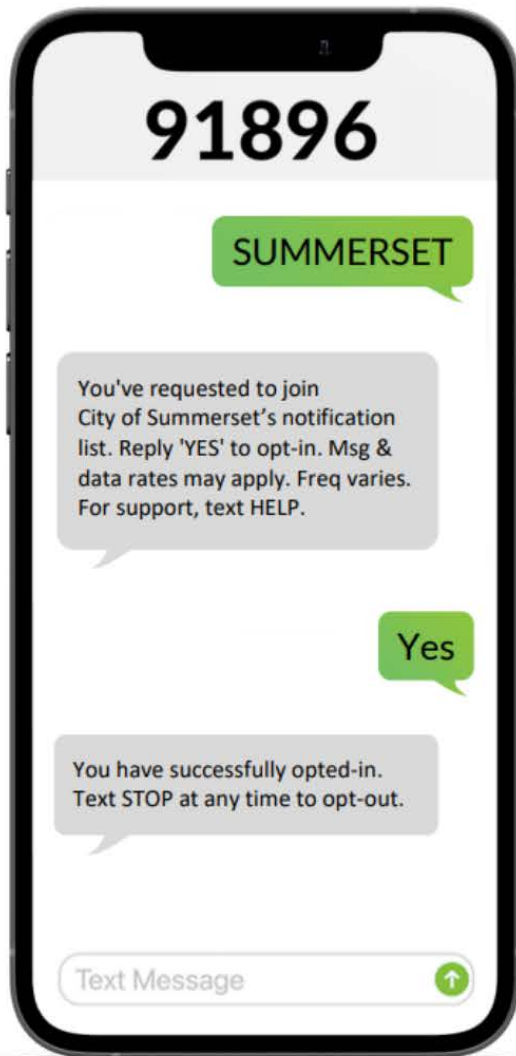 91896
SUMMERSET
You've requested to join
City of Summerset’s notification
list. Reply 'YES' to opt-in. Msg &
data rates may apply. Freq varies.
For support, text HELP.
Yes
You have successfully opted-in.
Text STOP at any time to opt-out.
Text Message